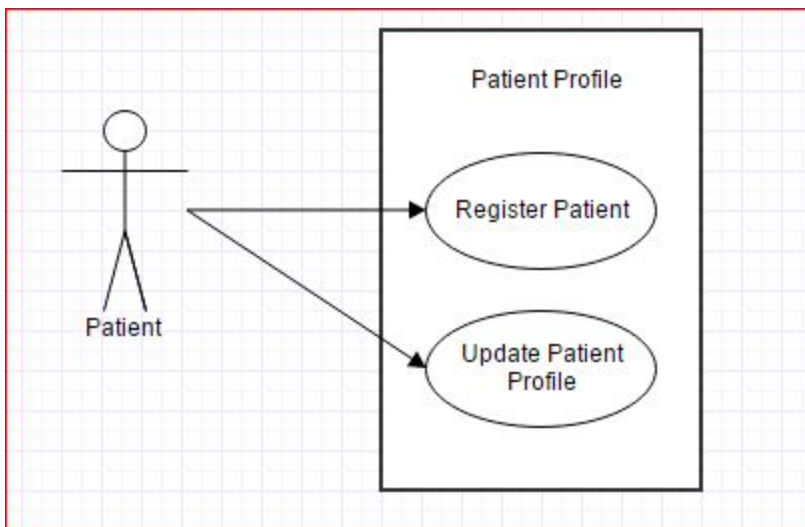 Patient Profile
Register Patient
Update Patient
Profile
Patient